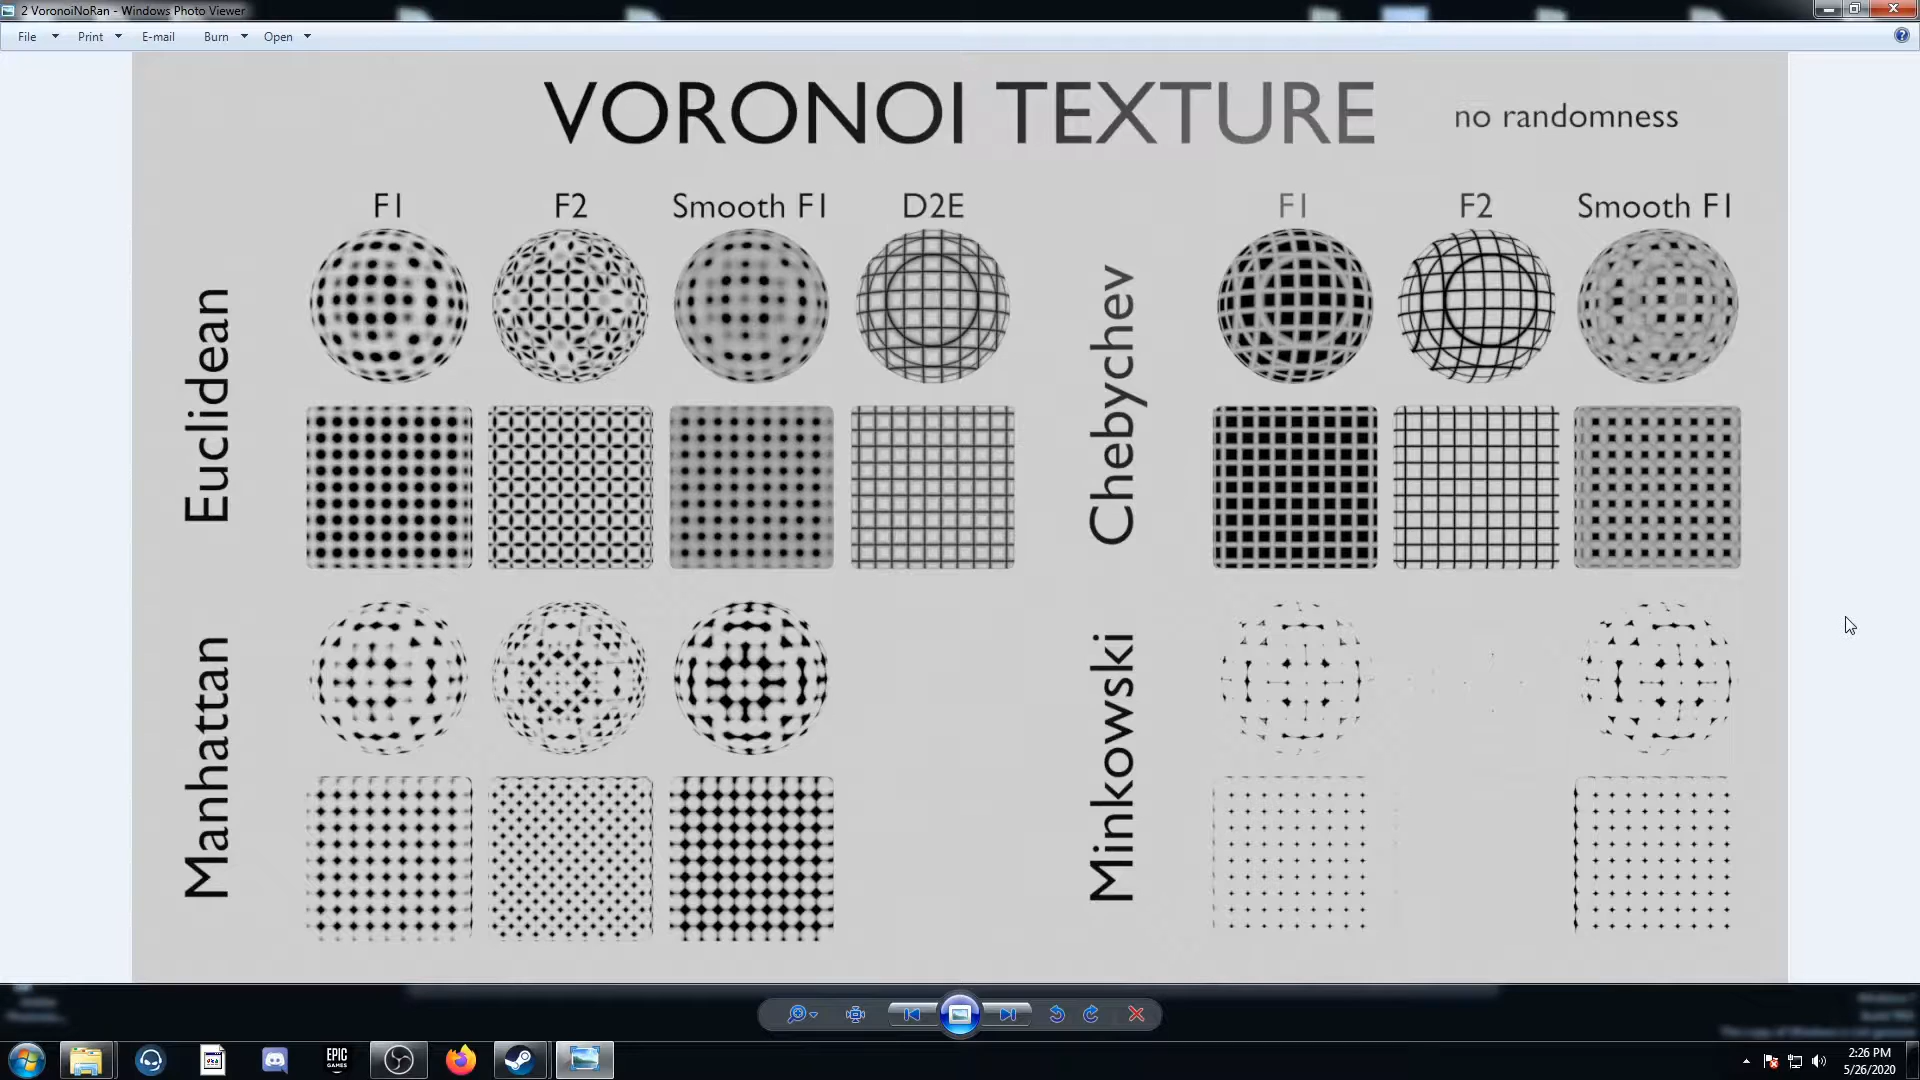 2 VoronoiNoRan - Windows Photo Viewer
File Print E-mail Burn Open
VORONOI TEXTURE no randomness
F1 F2 Smooth F1 D2E
F1 F2 Smooth F1
Euclidean
Chebychev
Manhattan
Minkowski
EPIC
GAMES
2:26 PM
5/26/2020